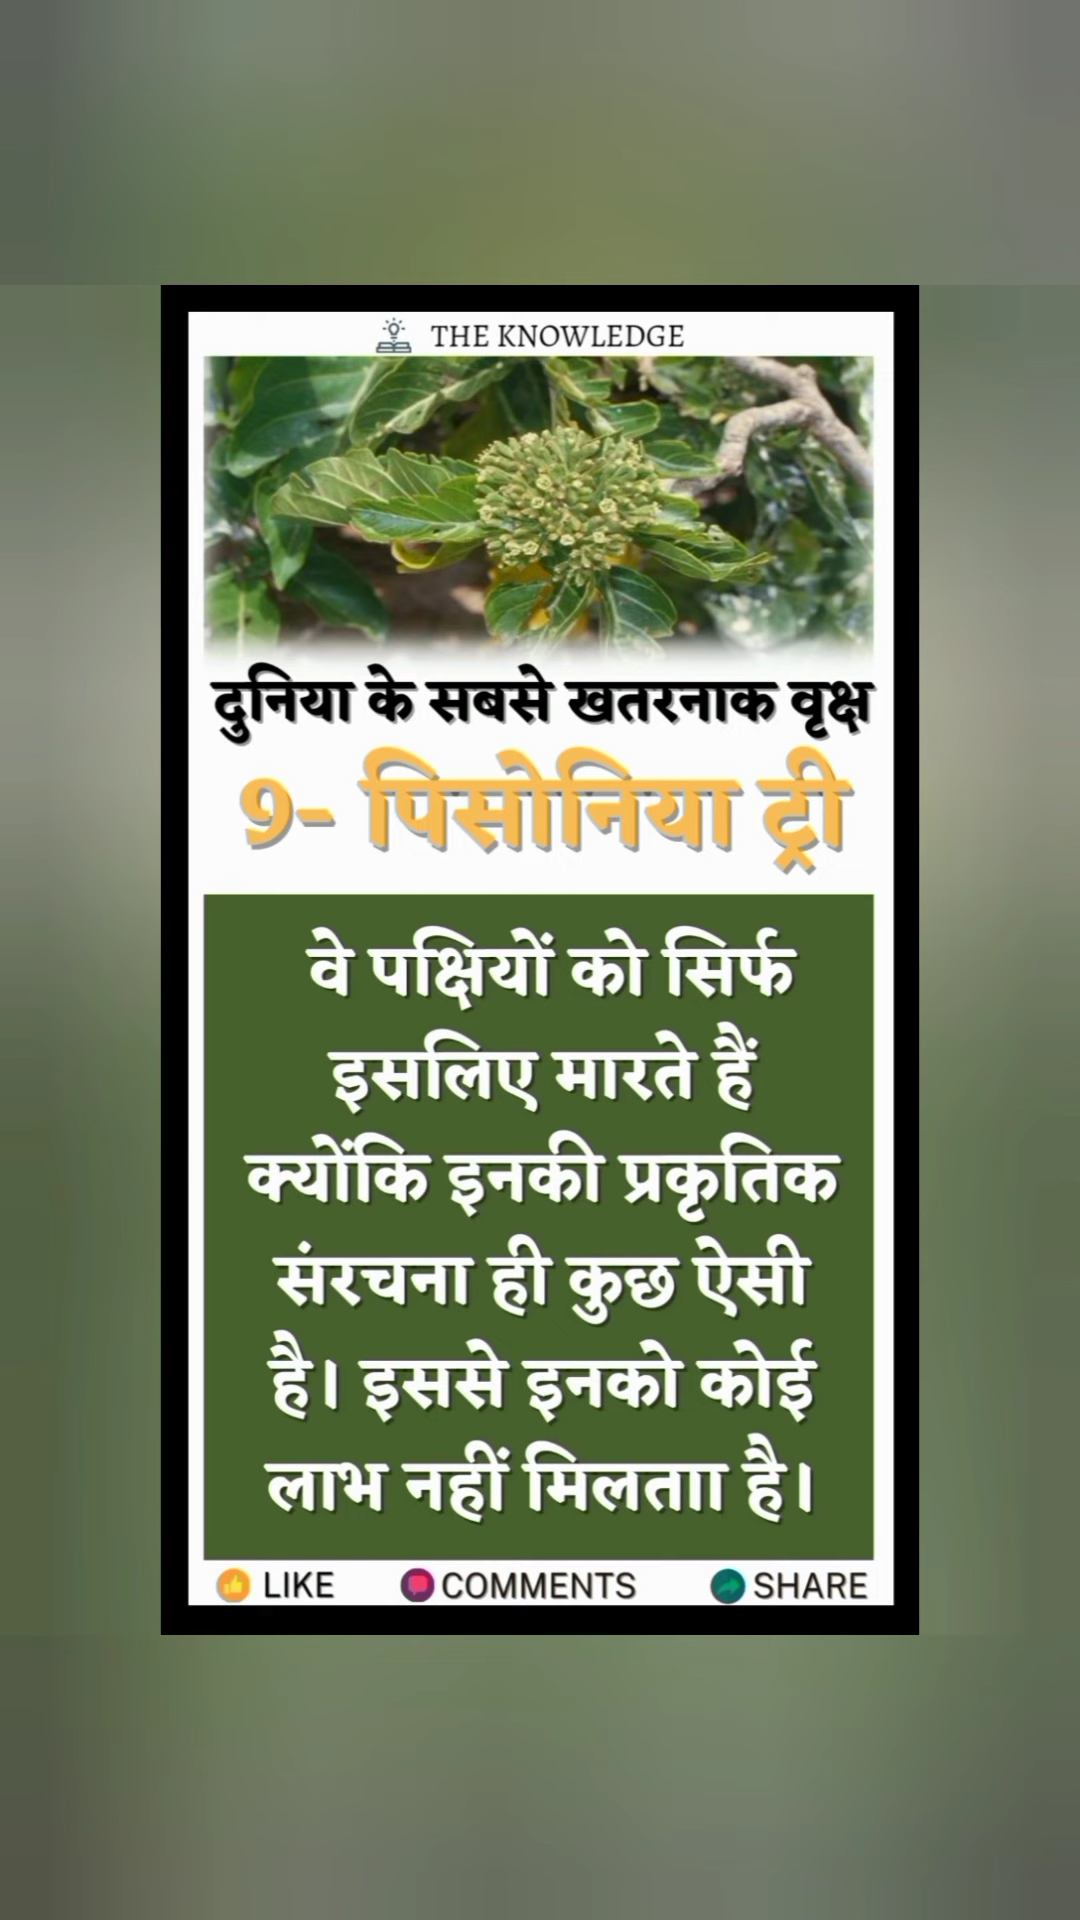 THE KNOWLEDGE
दुनिया के सबसे खतरनाक वृक्ष
9- पिसोनिया ट्री
वे पक्षियों को सिर्फ
इसलिए मारते हैं
क्योंकि इनकी प्रकृतिक
संरचना ही कुछ ऐसी
है। इससे इनको कोई
लाभ नहीं मिलताा है।
LIKE COMMENTS SHARE